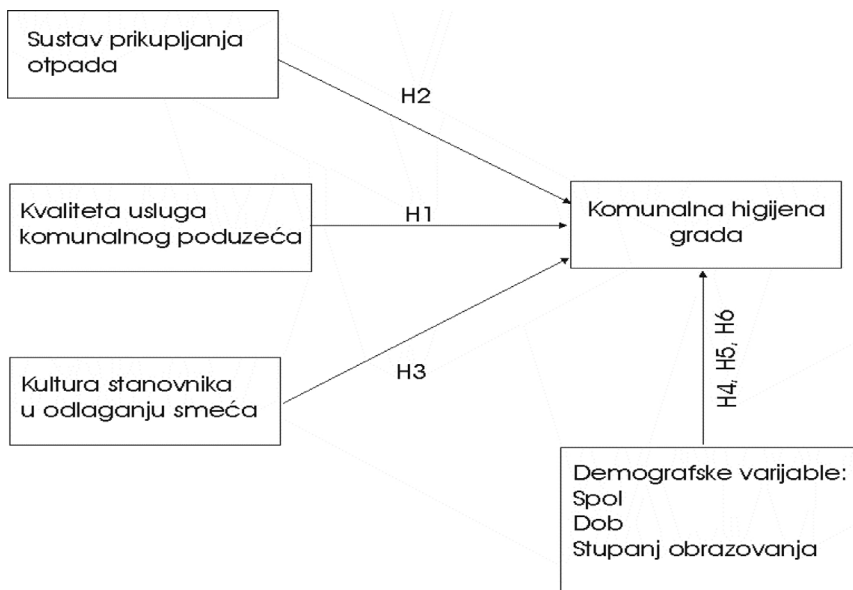 Sustav prikupljanja
otpada
H2
Kvaliteta usluga
komunalnog poduzeća
H1
Komunalna higijena
grada
Kultura stanovnika
u odlaganju smeća
H3
H4, H5, H6
Demografske varijable:
Spol
Dob
Stupanj obrazovanja